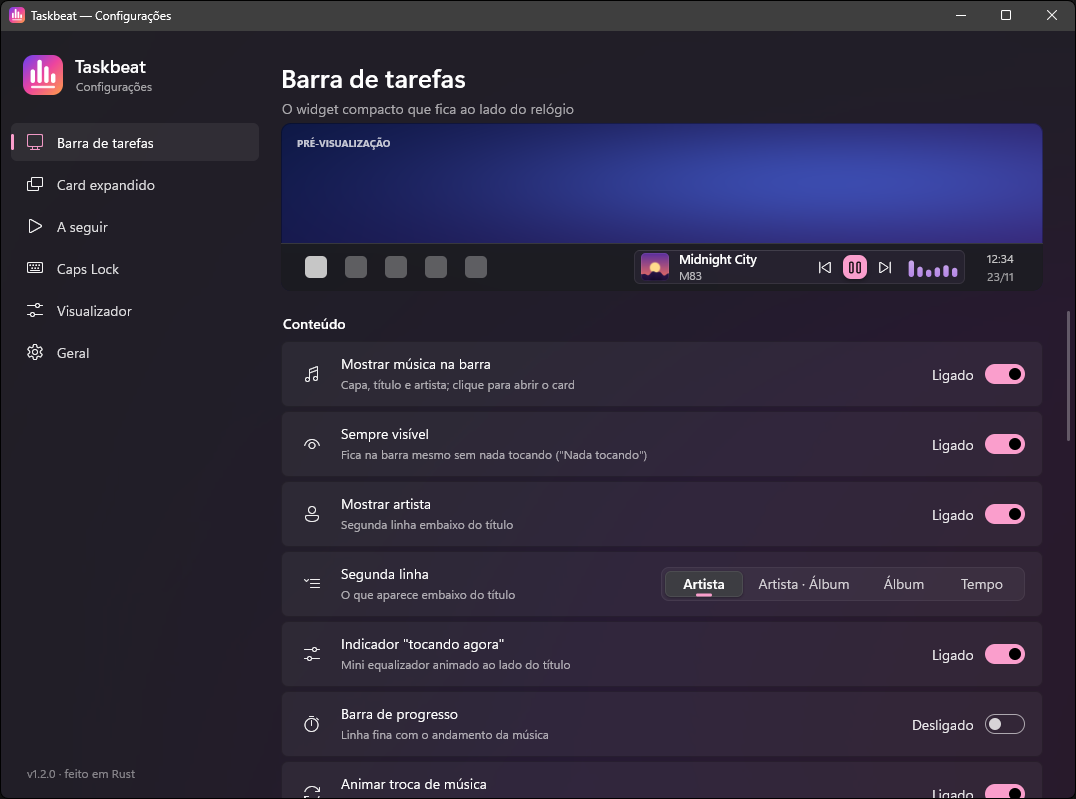 Taskbeat — Configurações
Taskbeat
Configurações
Barra de tarefas
Card expandido
A seguir
Caps Lock
Visualizador
Geral
v1.2.0 · feito em Rust
Barra de tarefas
O widget compacto que fica ao lado do relógio
PRÉ-VISUALIZAÇÃO
Midnight City
M83
12:34
23/11
Conteúdo
Mostrar música na barra
Capa, título e artista; clique para abrir o card
Ligado
Sempre visível
Fica na barra mesmo sem nada tocando ("Nada tocando")
Ligado
Mostrar artista
Segunda linha embaixo do título
Ligado
Segunda linha
O que aparece embaixo do título
Artista
Artista · Álbum
Álbum
Tempo
Indicador "tocando agora"
Mini equalizador animado ao lado do título
Ligado
Barra de progresso
Linha fina com o andamento da música
Desligado
Animar troca de música
Ligado